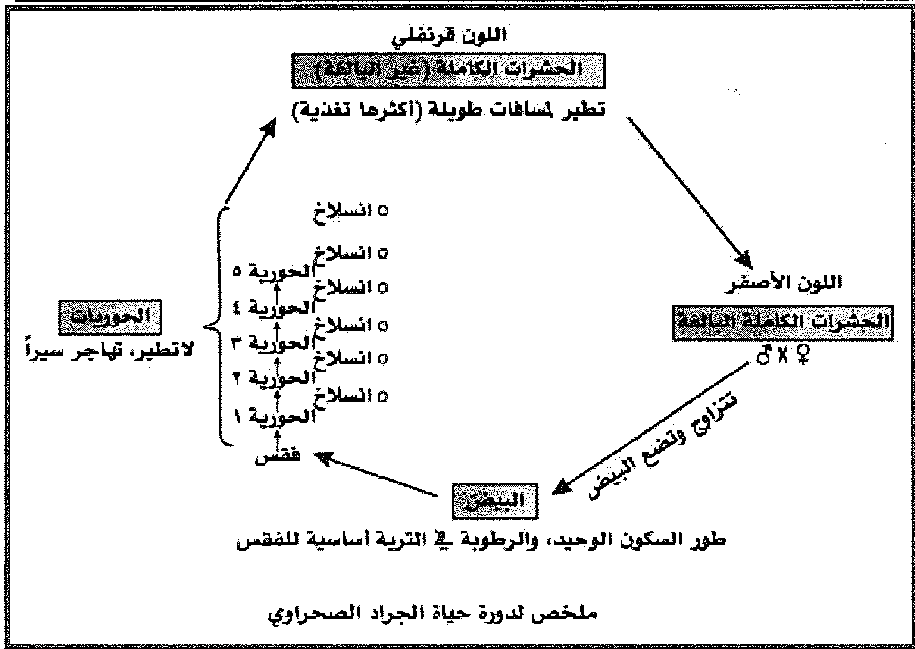 اللون قرنفلي
الحشرات الكاملة (غير البالغة)
تطير لمسافات طويلة (أكثرها تغذية)
٥ انسلاخ
٥ انسلاخ
الحورية ٥
٥ انسلاخ
الحورية ٤
٥ انسلاخ
الحورية ٣
٥ انسلاخ
الحورية ٢
٥ انسلاخ
الحورية ١
فقس
الحوريات
لاتطير، تهاجر سيراً
اللون الأصفر
الحشرات الكاملة البالغة
♂ X ♀
تتزاوج وتضع البيض
البيض
طور السكون الوحيد، والرطوبة في التربة أساسية للفقس
ملخص لدورة حياة الجراد الصحراوي